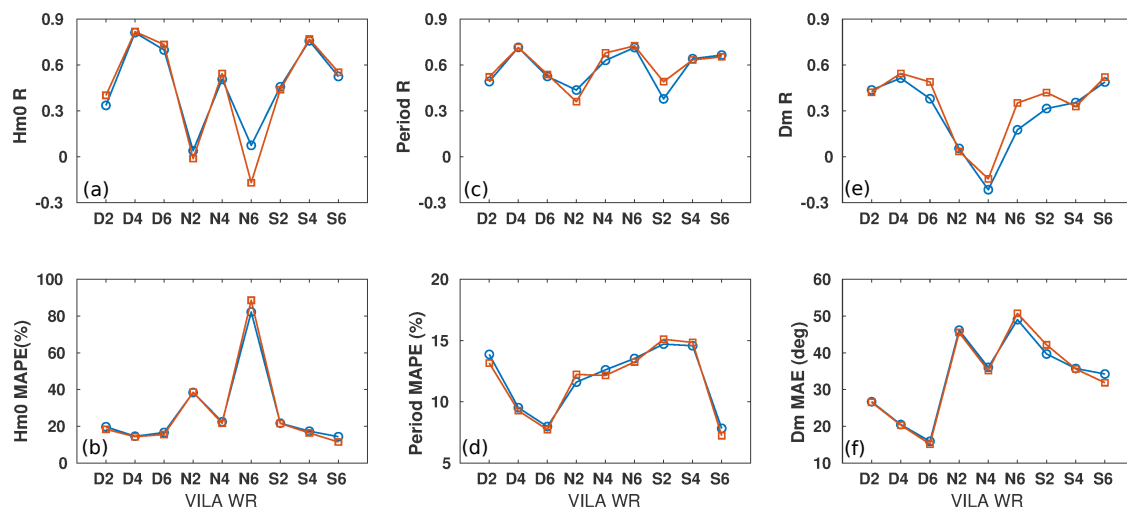 0.9
0.6
0.3
0
-0.3
Hm0 R
(a)
D2 D4 D6 N2 N4 N6 S2 S4 S6
0.9
0.6
0.3
0
-0.3
Period R
(c)
D2 D4 D6 N2 N4 N6 S2 S4 S6
0.9
0.6
0.3
0
-0.3
Dm R
(e)
D2 D4 D6 N2 N4 N6 S2 S4 S6
100
80
60
40
20
0
Hm0 MAPE(%)
(b)
D2 D4 D6 N2 N4 N6 S2 S4 S6
VILA WR
20
15
10
5
Period MAPE (%)
(d)
D2 D4 D6 N2 N4 N6 S2 S4 S6
VILA WR
60
50
40
30
20
10
Dm MAE (deg)
(f)
D2 D4 D6 N2 N4 N6 S2 S4 S6
VILA WR